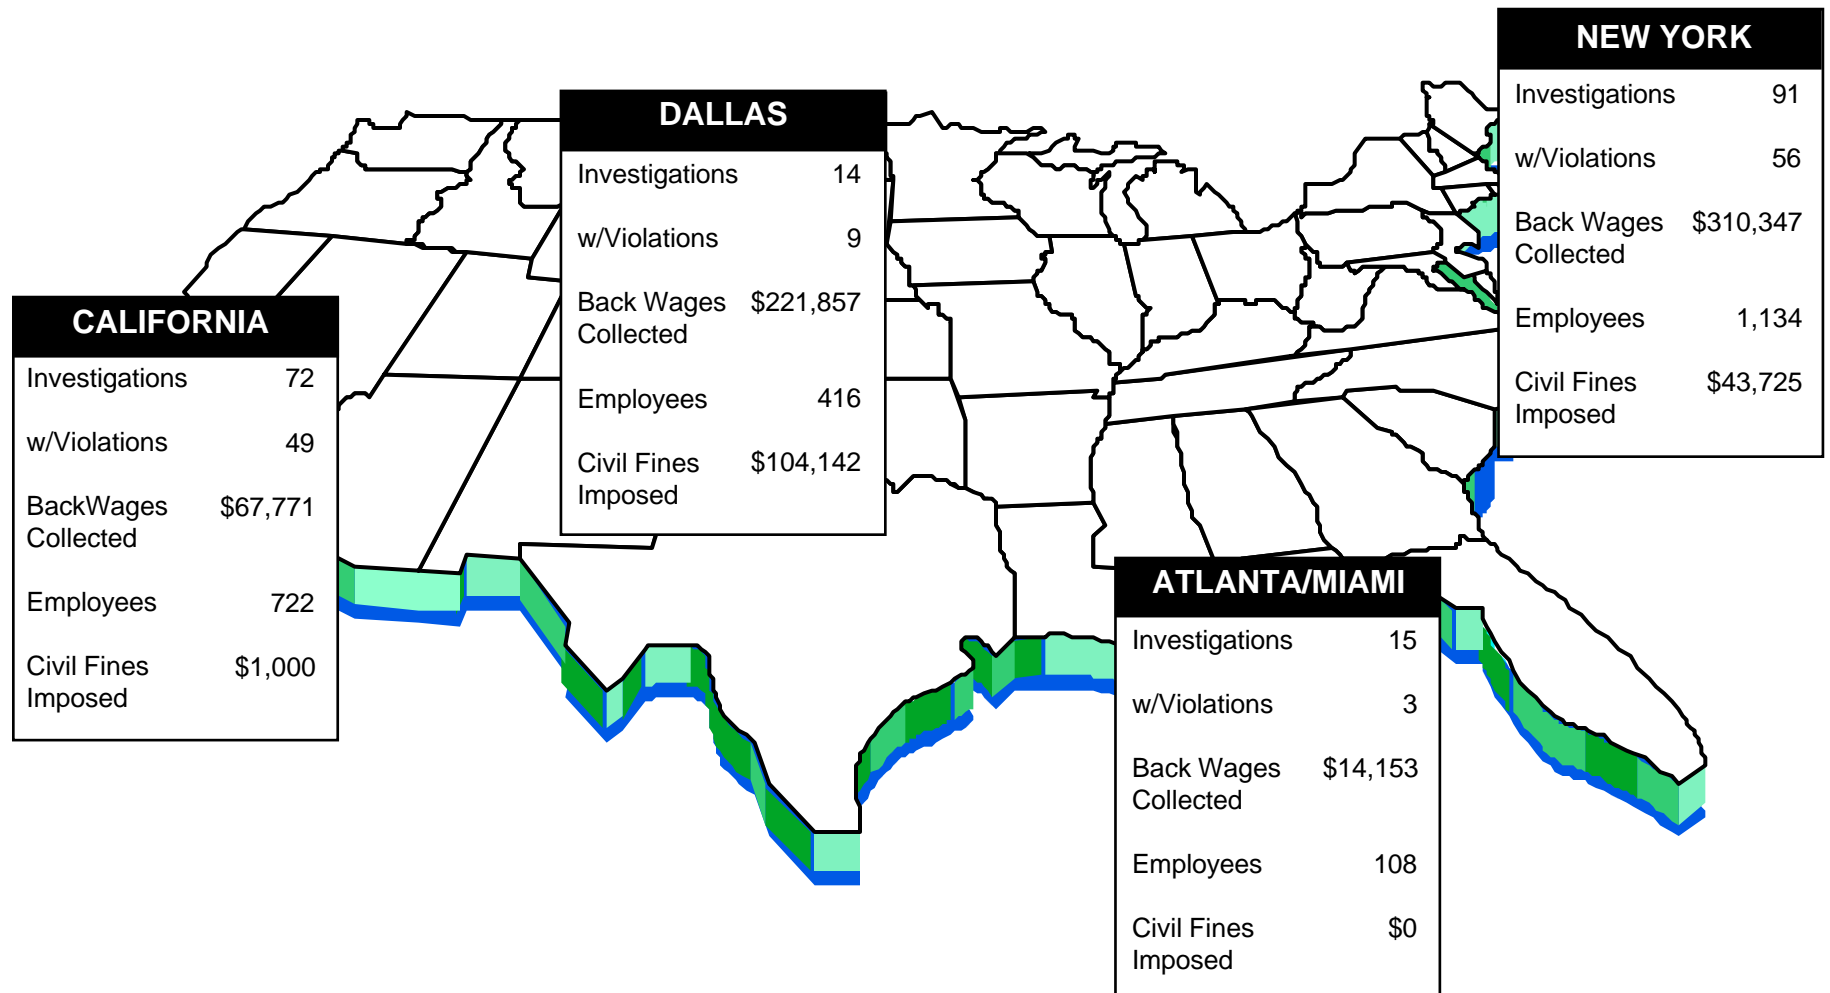 NEW YORK
Investigations 91
w/Violations 56
Back Wages $310,347
Collected
Employees 1,134
Civil Fines $43,725
Imposed
DALLAS
Investigations 14
w/Violations 9
Back Wages $221,857
Collected
Employees 416
Civil Fines $104,142
Imposed
CALIFORNIA
Investigations 72
w/Violations 49
BackWages $67,771
Collected
Employees 722
Civil Fines $1,000
Imposed
ATLANTA/MIAMI
Investigations 15
w/Violations 3
Back Wages $14,153
Collected
Employees 108
Civil Fines $0
Imposed